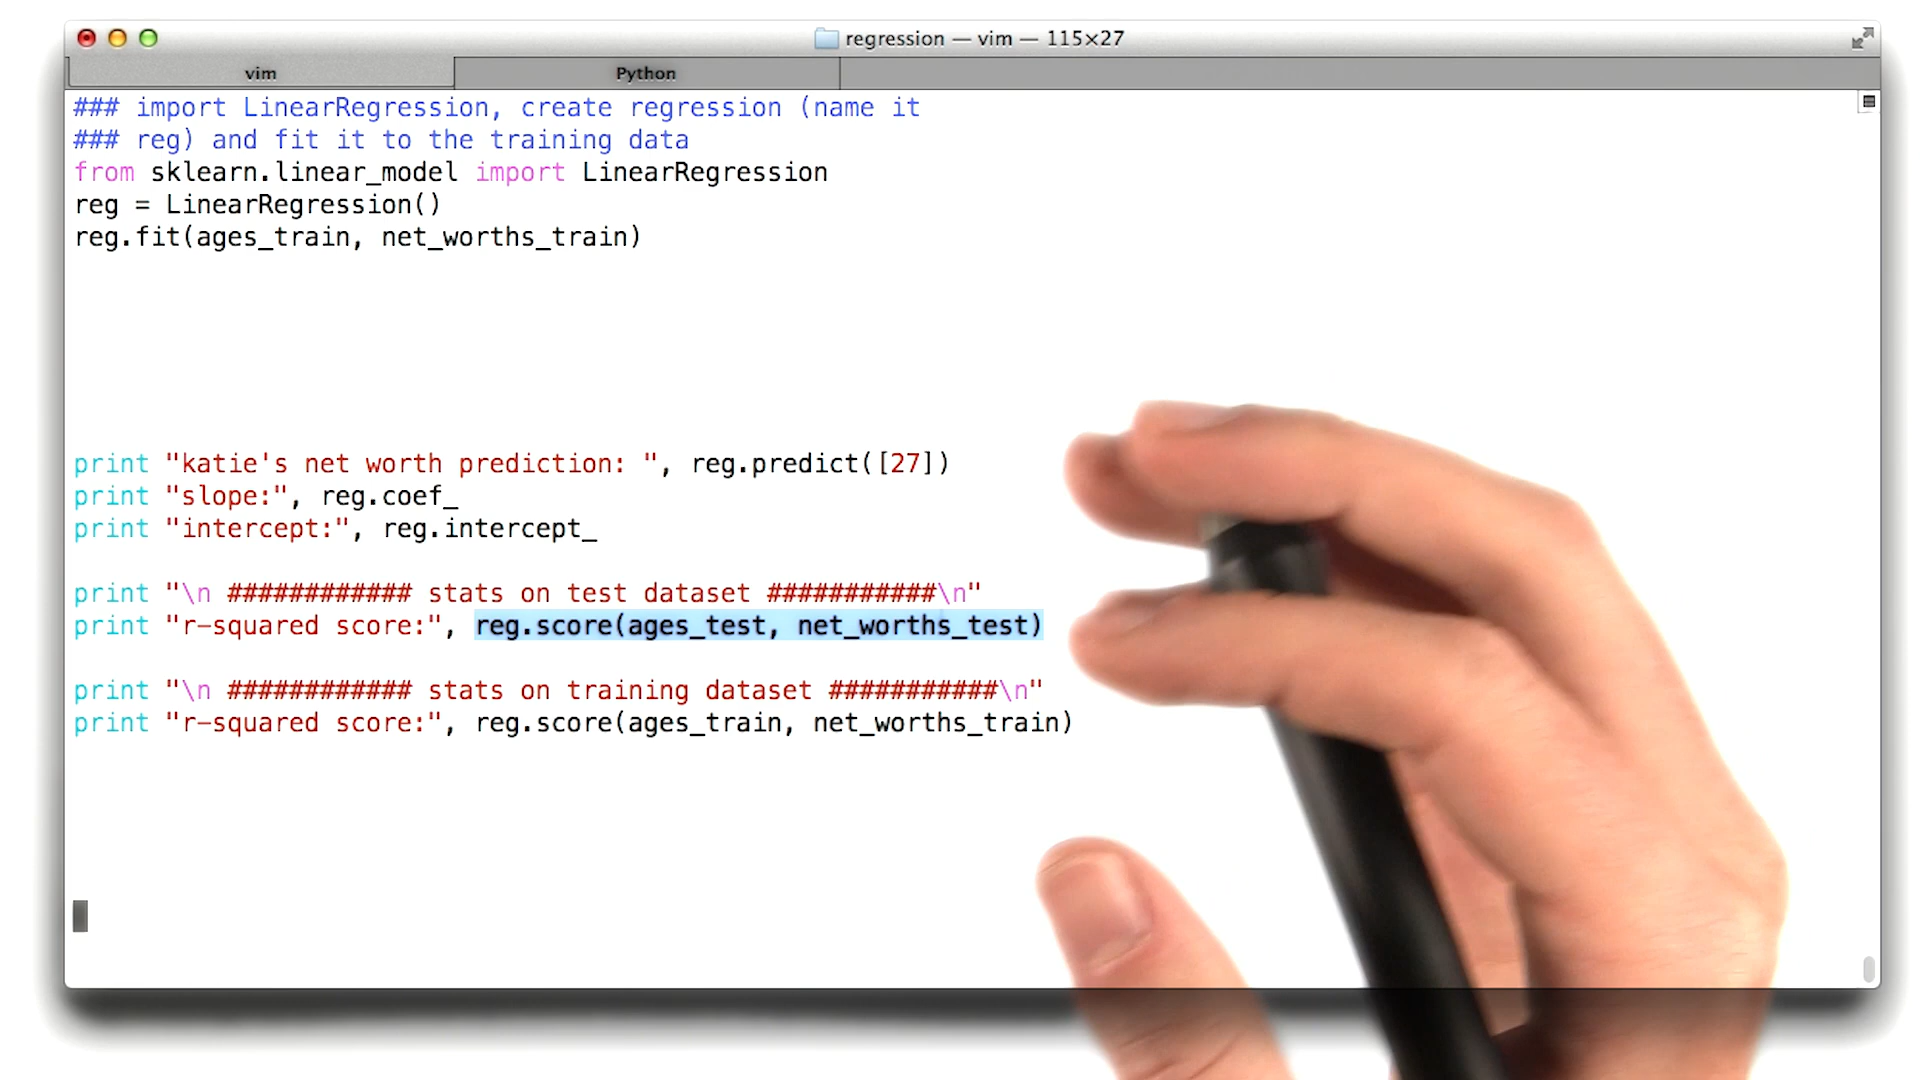 regression — vim — 115×27
vim
Python
### import LinearRegression, create regression (name it
### reg) and fit it to the training data
from sklearn.linear_model import LinearRegression
reg = LinearRegression()
reg.fit(ages_train, net_worths_train)
print "katie's net worth prediction: ", reg.predict([27])
print "slope:", reg.coef_
print "intercept:", reg.intercept_
print "\n ############ stats on test dataset ###########\n"
print "r-squared score:", reg.score(ages_test, net_worths_test)
print "\n ############ stats on training dataset ###########\n"
print "r-squared score:", reg.score(ages_train, net_worths_train)